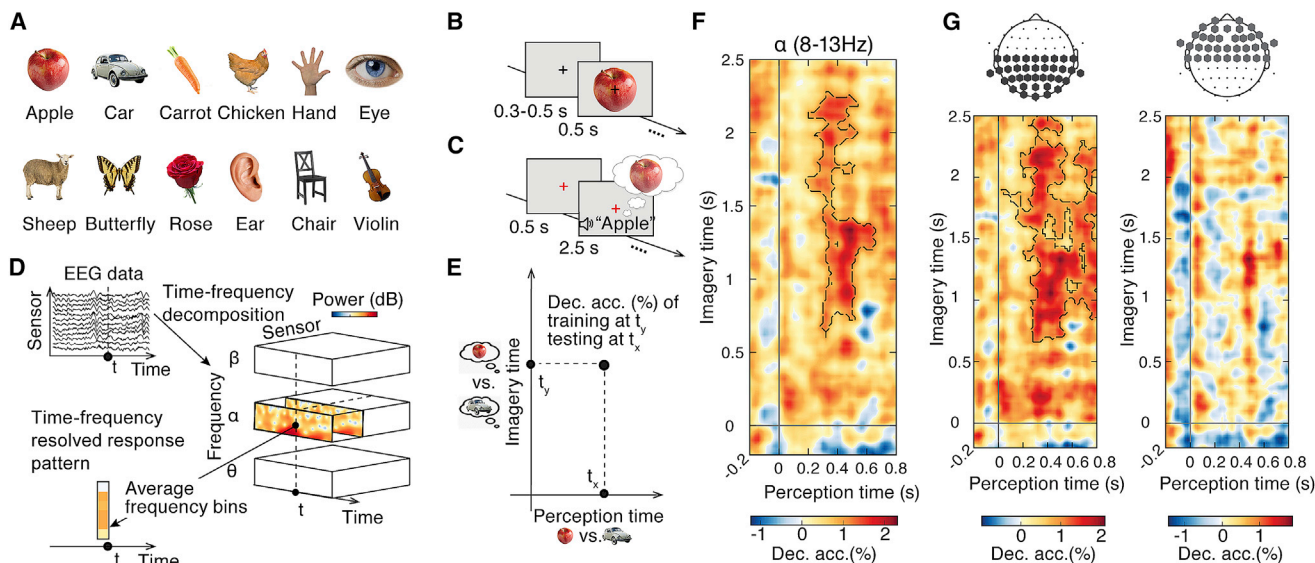 A
Apple
Car
Carrot
Chicken
Hand
Eye
Sheep
Butterfly
Rose
Ear
Chair
Violin
B
0.3-0.5 s
0.5 s
....
C
0.5 s
"Apple"
2.5 s
....
D
EEG data
Sensor
t
Time
Time-frequency
decomposition
Power (dB)
Sensor
β
α
θ
Frequency
t
Time
Time-frequency
resolved response
pattern
Average
frequency bins
t
Time
E
Dec. acc. (%) of
training at ty
testing at tx
vs.
Imagery time
ty
tx
Perception time
vs.
F
α (8-13Hz)
Imagery time (s)
2.5
2
1.5
1
0.5
0
-0.2
0 0.2 0.4 0.6 0.8
Perception time (s)
-1 0 1 2
Dec. acc.(%)
G
Imagery time (s)
2.5
2
1.5
1
0.5
0
-0.2
0 0.2 0.4 0.6 0.8
Perception time (s)
0 1 2
Dec. acc.(%)
Imagery time (s)
2.5
2
1.5
1
0.5
0
-0.2
0 0.2 0.4 0.6 0.8
Perception time (s)
-1 0 1
Dec. acc.(%)